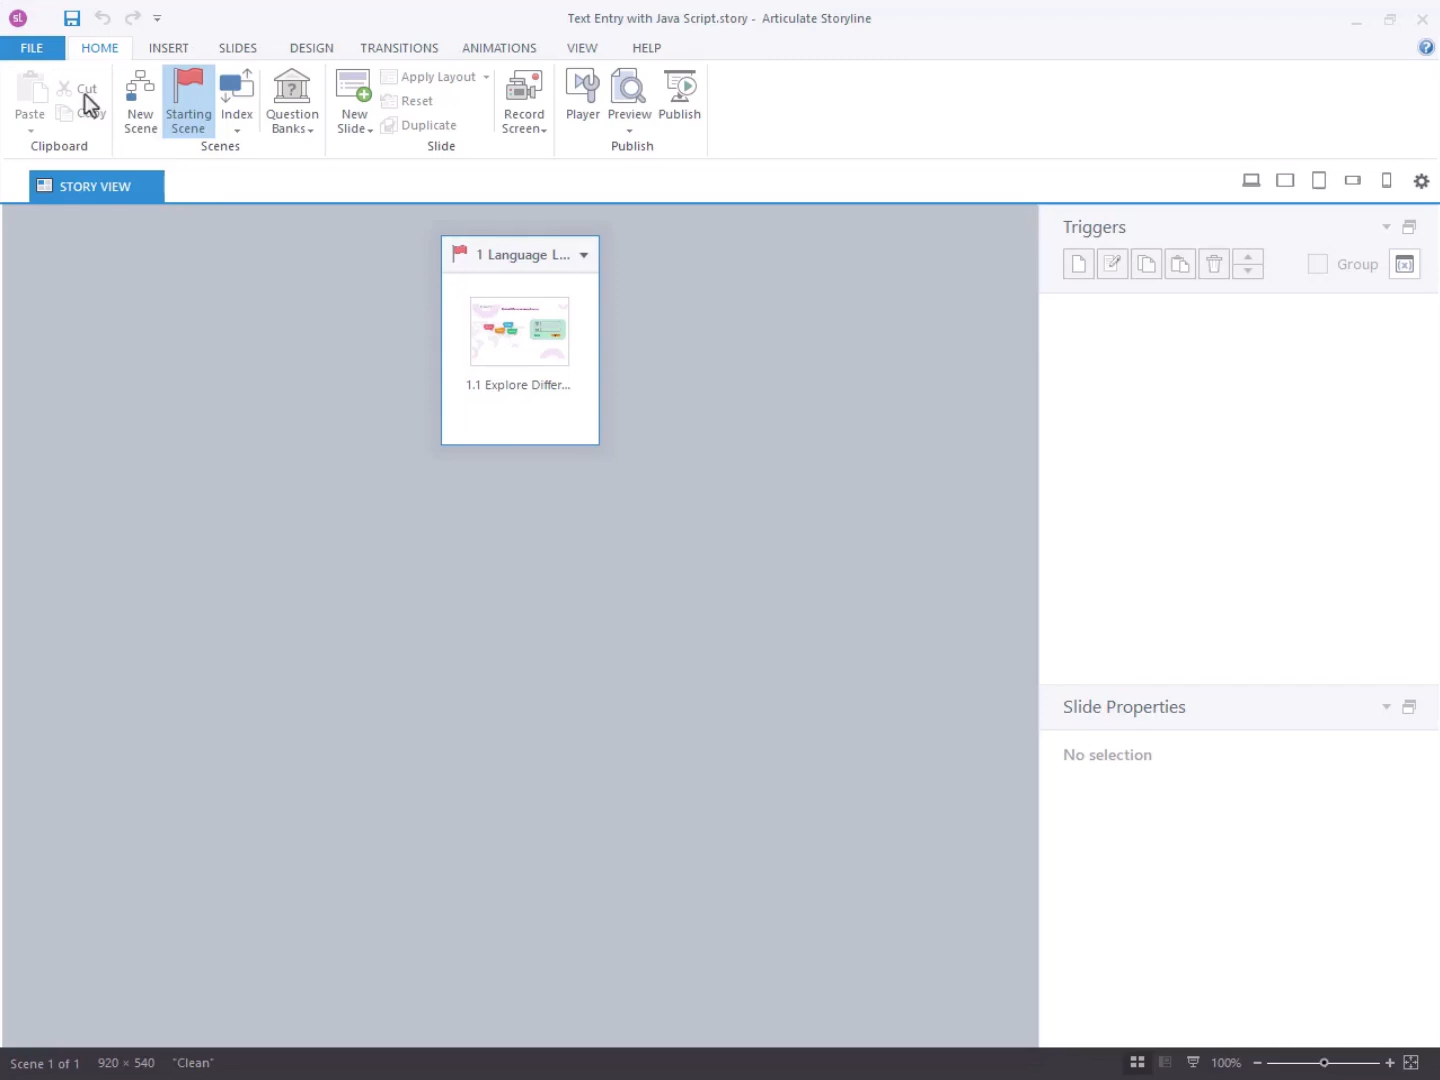 sl
Text Entry with Java Script.story - Articulate Storyline
FILE HOME INSERT SLIDES DESIGN TRANSITIONS ANIMATIONS VIEW HELP
Paste
Cut
Copy
Clipboard
New Scene
Starting Scene
Index
Question Banks
Scenes
New Slide
Apply Layout
Reset
Duplicate
Slide
Record Screen
Player
Preview
Publish
Publish
STORY VIEW
Triggers
Group
1 Language L...
1.1 Explore Differ...
Slide Properties
No selection
Scene 1 of 1 920 × 540 "Clean" 100%